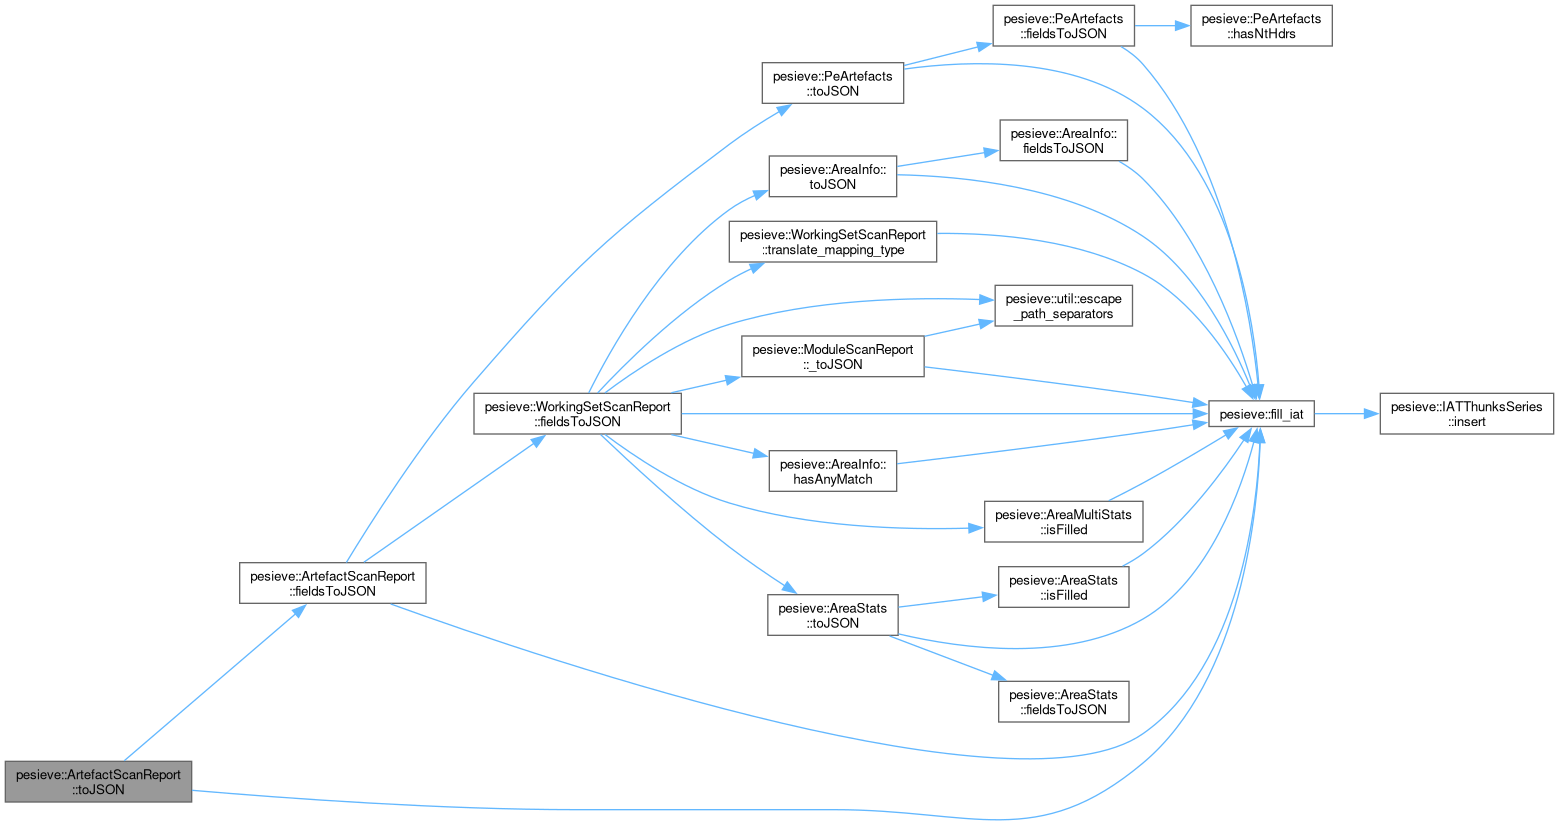 pesieve::PeArtefacts
::fieldsToJSON
pesieve::PeArtefacts
::hasNtHdrs
pesieve::PeArtefacts
::toJSON
pesieve::AreaInfo::
fieldsToJSON
pesieve::AreaInfo::
toJSON
pesieve::WorkingSetScanReport
::translate_mapping_type
pesieve::util::escape
_path_separators
pesieve::ModuleScanReport
::_toJSON
pesieve::WorkingSetScanReport
::fieldsToJSON
pesieve::fill_iat
pesieve::IATThunksSeries
::insert
pesieve::AreaInfo::
hasAnyMatch
pesieve::AreaMultiStats
::isFilled
pesieve::ArtefactScanReport
::fieldsToJSON
pesieve::AreaStats
::isFilled
pesieve::AreaStats
::toJSON
pesieve::AreaStats
::fieldsToJSON
pesieve::ArtefactScanReport
::toJSON